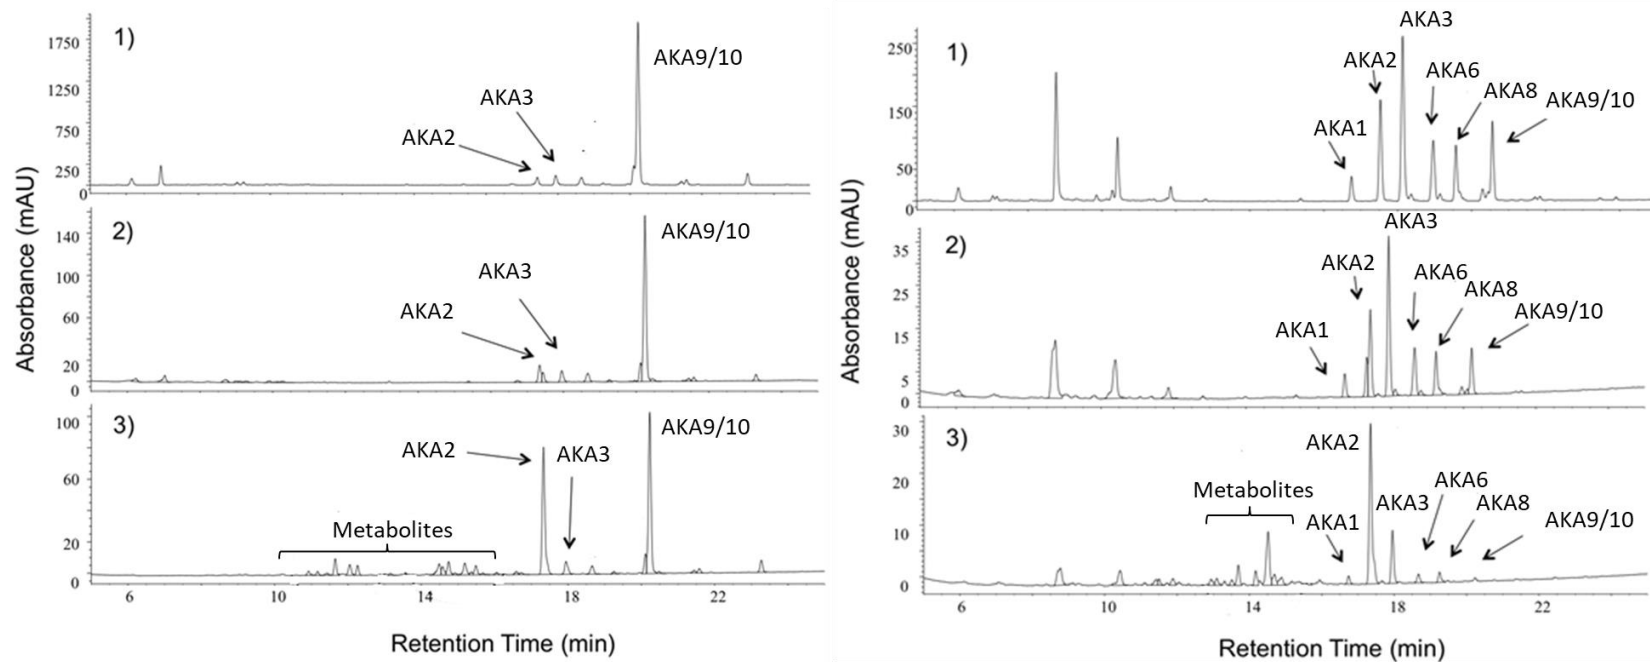 1)
1750
1250
750
250
0
AKA2
AKA3
AKA9/10
2)
140
100
60
20
0
AKA2
AKA3
AKA9/10
3)
100
60
20
0
Metabolites
AKA2
AKA3
AKA9/10
6 10 14 18 22
Absorbance (mAU)
Retention Time (min)
1)
250
150
50
0
AKA1
AKA2
AKA3
AKA6
AKA8
AKA9/10
2)
35
25
15
5
0
AKA1
AKA2
AKA3
AKA6
AKA8
AKA9/10
3)
30
20
10
0
Metabolites
AKA1
AKA2
AKA3
AKA6
AKA8
AKA9/10
6 10 14 18 22
Absorbance (mAU)
Retention Time (min)